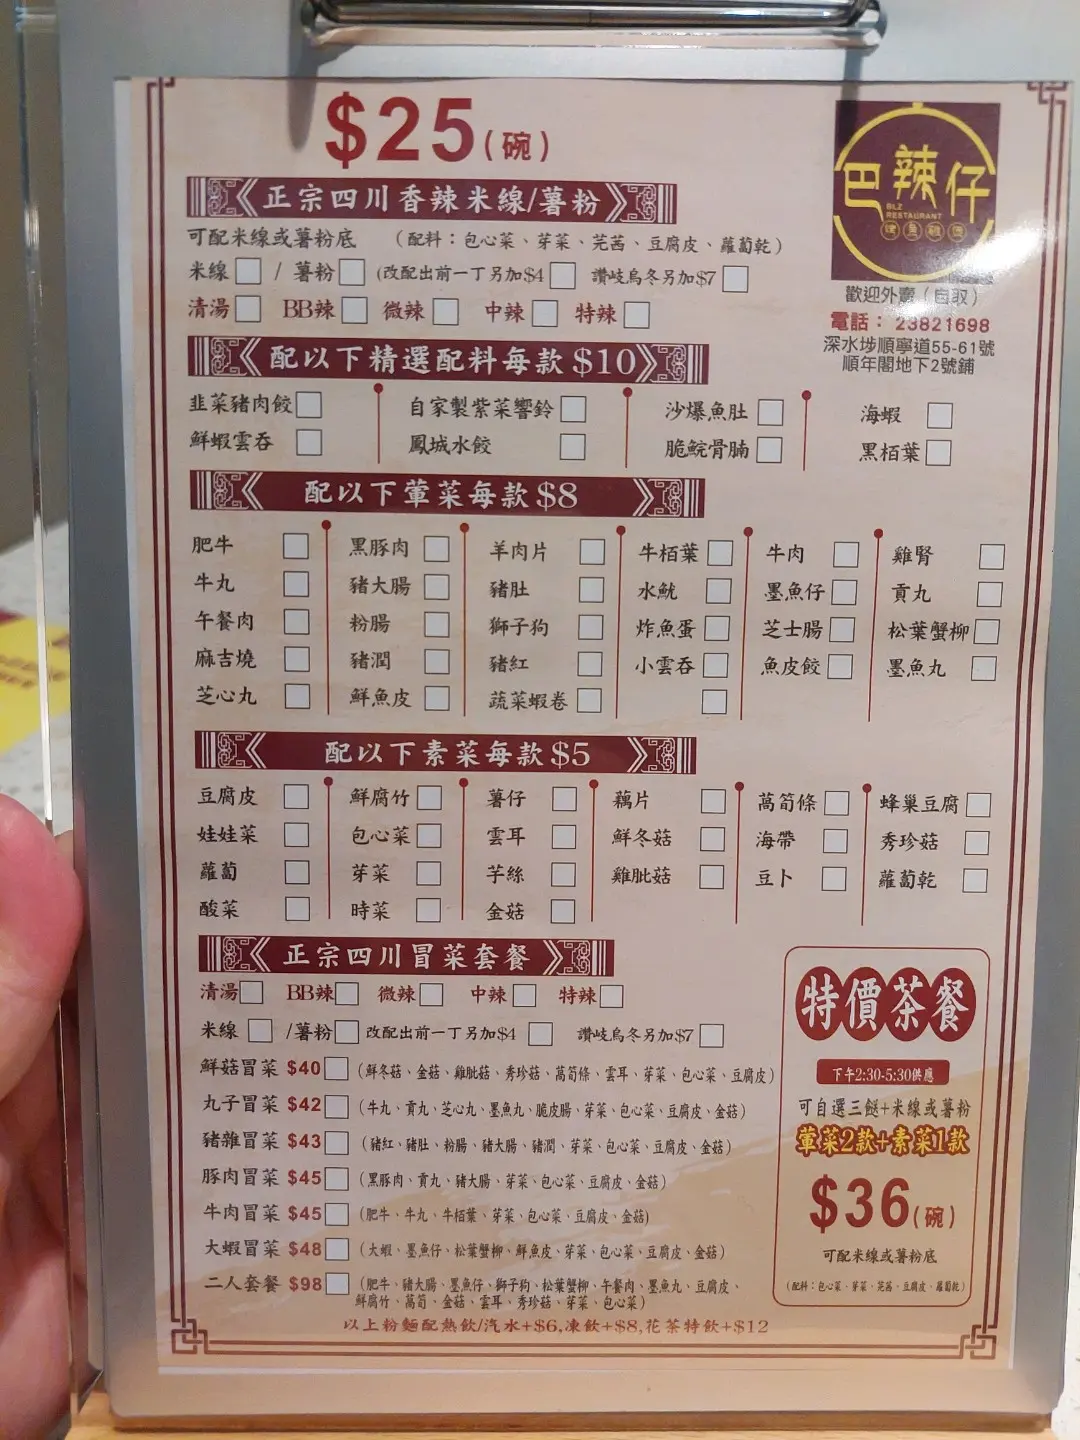 $25(碗)
巴辣仔
BLZ
RESTAURANT
烤魚雞煲
正宗四川香辣米線/薯粉
可配米線或薯粉底 (配料：包心菜、芽菜、芫茜、豆腐皮、蘿蔔乾)
米線 / 薯粉 (改配出前一丁另加$4 讚岐烏冬另加$7
清湯 BB辣 微辣 中辣 特辣
歡迎外賣(自取)
電話： 23821698
深水埗順寧道55-61號
順年閣地下2號鋪
配以下精選配料每款$10
韭菜豬肉餃 自家製紫菜響鈴 沙爆魚肚 海蝦
鮮蝦雲吞 鳳城水餃 脆鯇骨腩 黑栢葉
配以下葷菜每款$8
肥牛 黑豚肉 羊肉片 牛栢葉 牛肉 雞腎
牛丸 豬大腸 豬肚 水魷 墨魚仔 貢丸
午餐肉 粉腸 獅子狗 炸魚蛋 芝士腸 松葉蟹柳
麻吉燒 豬潤 豬紅 小雲吞 魚皮餃 墨魚丸
芝心丸 鮮魚皮 蔬菜蝦卷
配以下素菜每款$5
豆腐皮 鮮腐竹 薯仔 藕片 萵筍條 蜂巢豆腐
娃娃菜 包心菜 雲耳 鮮冬菇 海帶 秀珍菇
蘿蔔 芽菜 芋絲 雞肶菇 豆卜 蘿蔔乾
酸菜 時菜 金菇
正宗四川冒菜套餐
清湯 BB辣 微辣 中辣 特辣
米線 /薯粉 改配出前一丁另加$4 讚岐烏冬另加$7
鮮菇冒菜 $40 (鮮冬菇、金菇、雞肶菇、秀珍菇、萵筍條、雲耳、芽菜、包心菜、豆腐皮)
丸子冒菜 $42 (牛丸、貢丸、芝心丸、墨魚丸、脆皮腸、芽菜、包心菜、豆腐皮、金菇)
豬雜冒菜 $43 (豬紅、豬肚、粉腸、豬大腸、豬潤、芽菜、包心菜、豆腐皮、金菇)
豚肉冒菜 $45 (黑豚肉、貢丸、豬大腸、芽菜、包心菜、豆腐皮、金菇)
牛肉冒菜 $45 (肥牛、牛丸、牛栢葉、芽菜、包心菜、豆腐皮、金菇)
大蝦冒菜 $48 (大蝦、墨魚仔、松葉蟹柳、鮮魚皮、芽菜、包心菜、豆腐皮、金菇)
二人套餐 $98 (肥牛、豬大腸、墨魚仔、獅子狗、松葉蟹柳、午餐肉、墨魚丸、豆腐皮、
鮮腐竹、萵筍、金菇、雲耳、秀珍菇、芽菜、包心菜)
以上粉麵配熱飲/汽水+$6,凍飲+$8,花茶特飲+$12
特價茶餐
下午2:30-5:30供應
可自選三餸+米線或薯粉
葷菜2款+素菜1款
$36(碗)
可配米線或薯粉底
(配料：包心菜、芽菜、芫茜、豆腐皮、蘿蔔乾)